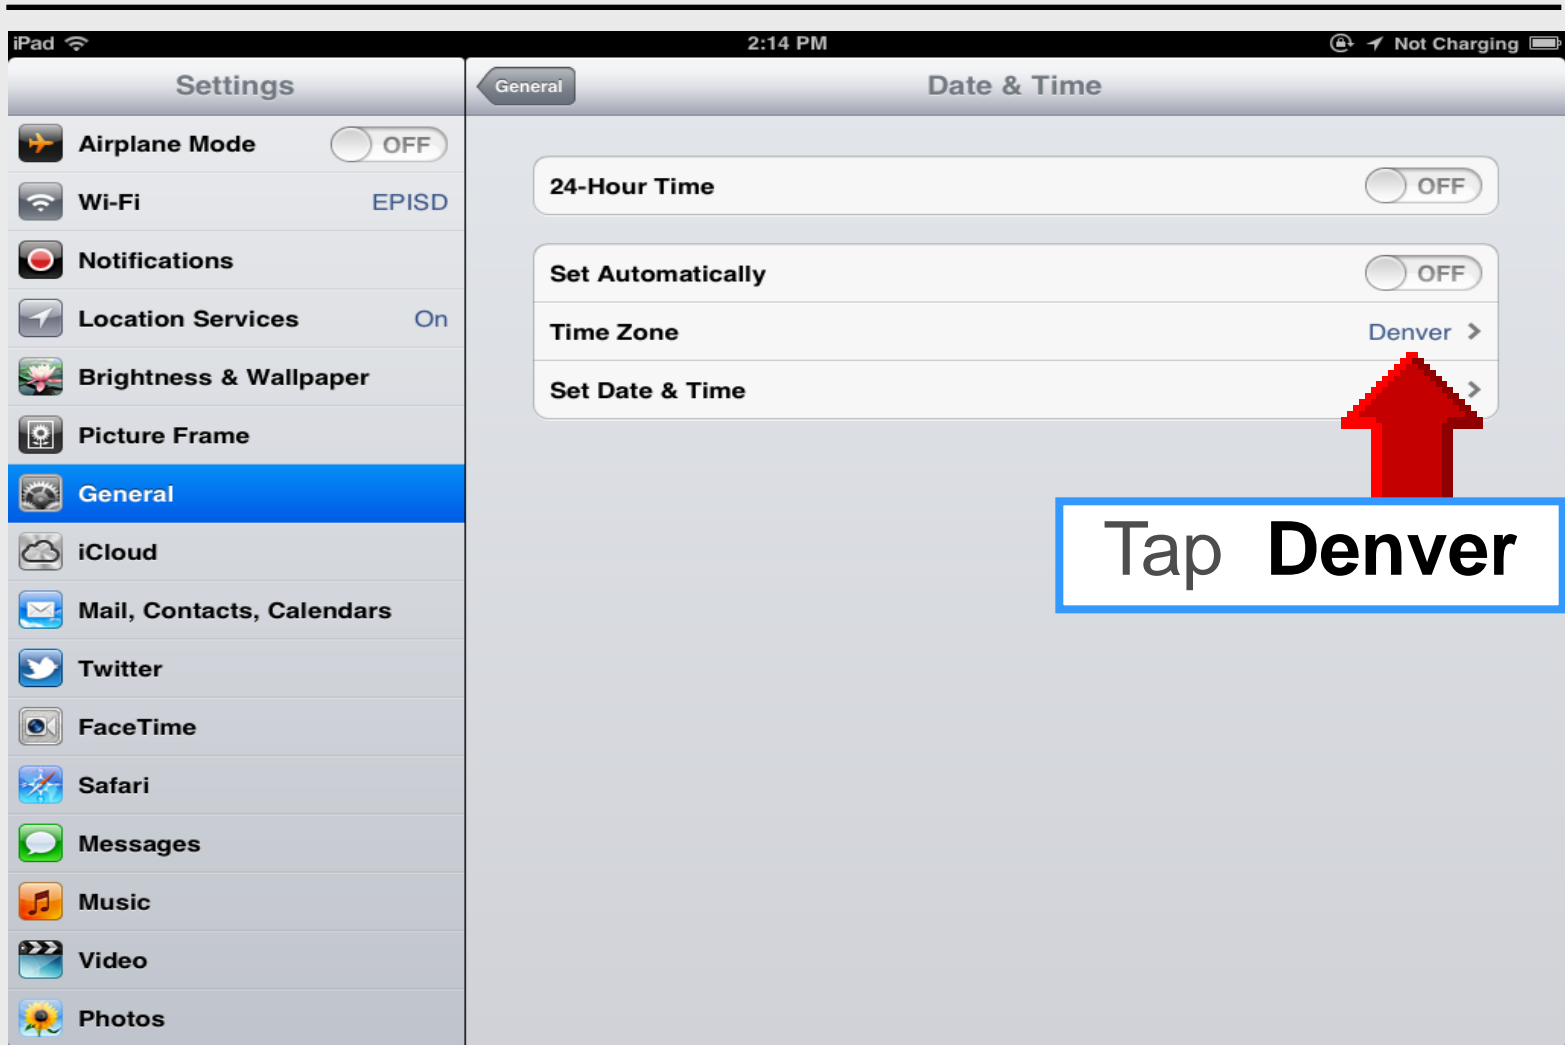 iPad 2:14 PM Not Charging
Settings General Date & Time
Airplane Mode OFF
Wi-Fi EPISD
Notifications
Location Services On
Brightness & Wallpaper
Picture Frame
General
iCloud
Mail, Contacts, Calendars
Twitter
FaceTime
Safari
Messages
Music
Video
Photos
24-Hour Time OFF
Set Automatically OFF
Time Zone Denver
Set Date & Time
Tap Denver